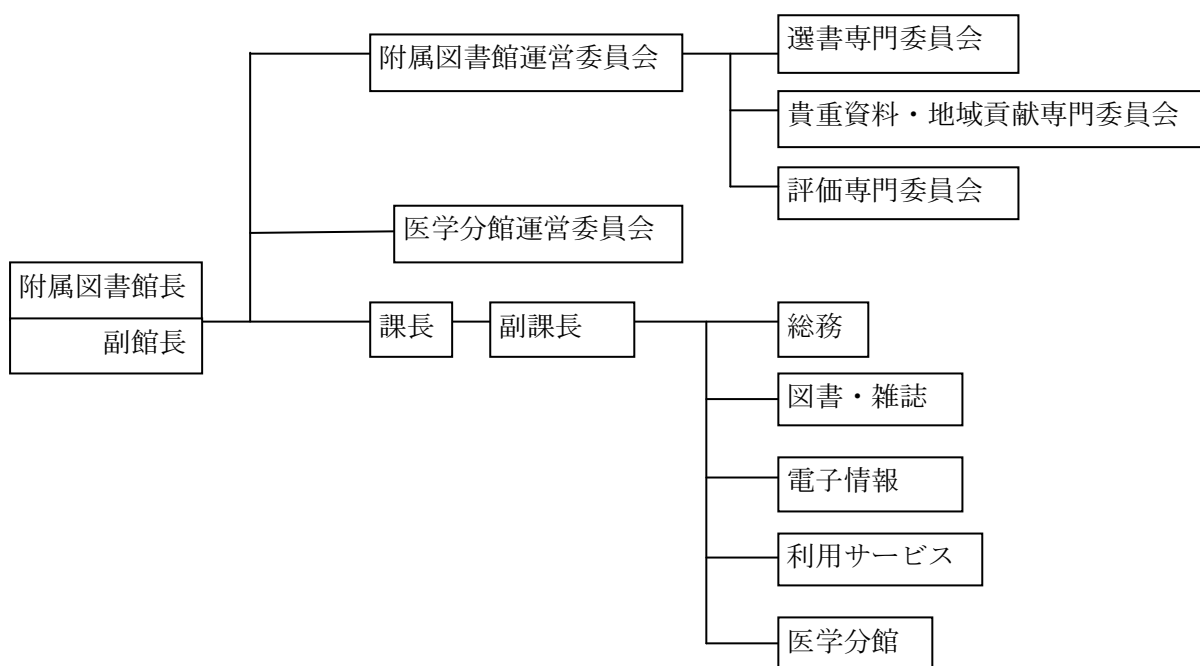 選書専門委員会
附属図書館運営委員会
貴重資料・地域貢献専門委員会
評価専門委員会
医学分館運営委員会
附属図書館長
副館長
課長
副課長
総務
図書・雑誌
電子情報
利用サービス
医学分館